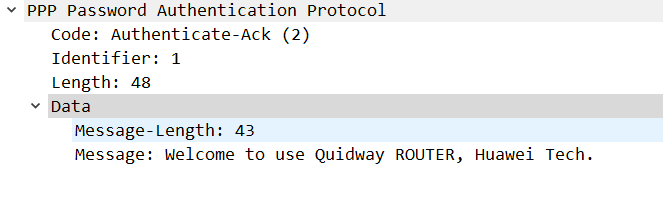 PPP Password Authentication Protocol
Code: Authenticate-Ack (2)
Identifier: 1
Length: 48
Data
Message-Length: 43
Message: Welcome to use Quidway ROUTER, Huawei Tech.